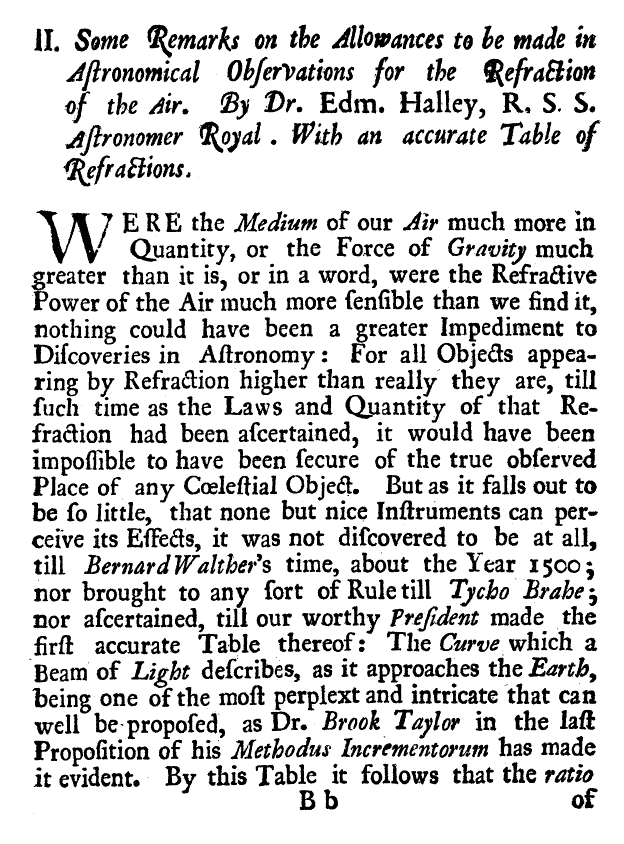 II. Some Remarks on the Allowances to be made in
Aſtronomical Obſervations for the Refraction
of the Air. By Dr. Edm. Halley, R. S. S.
Aſtronomer Royal. With an accurate Table of
Refractions.
WERE the Medium of our Air much more in
Quantity, or the Force of Gravity much
greater than it is, or in a word, were the Refractive
Power of the Air much more ſenſible than we find it,
nothing could have been a greater Impediment to
Diſcoveries in Aſtronomy: For all Objects appea-
ring by Refraction higher than really they are, till
ſuch time as the Laws and Quantity of that Re-
fraction had been aſcertained, it would have been
impoſſible to have been ſecure of the true obſerved
Place of any Cœleſtial Object. But as it falls out to
be ſo little, that none but nice Inſtruments can per-
ceive its Effects, it was not diſcovered to be at all,
till Bernard Walther's time, about the Year 1500;
nor brought to any ſort of Rule till Tycho Brahe;
nor aſcertained, till our worthy Preſident made the
firſt accurate Table thereof: The Curve which a
Beam of Light deſcribes, as it approaches the Earth,
being one of the moſt perplext and intricate that can
well be propoſed, as Dr. Brook Taylor in the laſt
Propoſition of his Methodus Incrementorum has made
it evident. By this Table it follows that the ratio
B b of